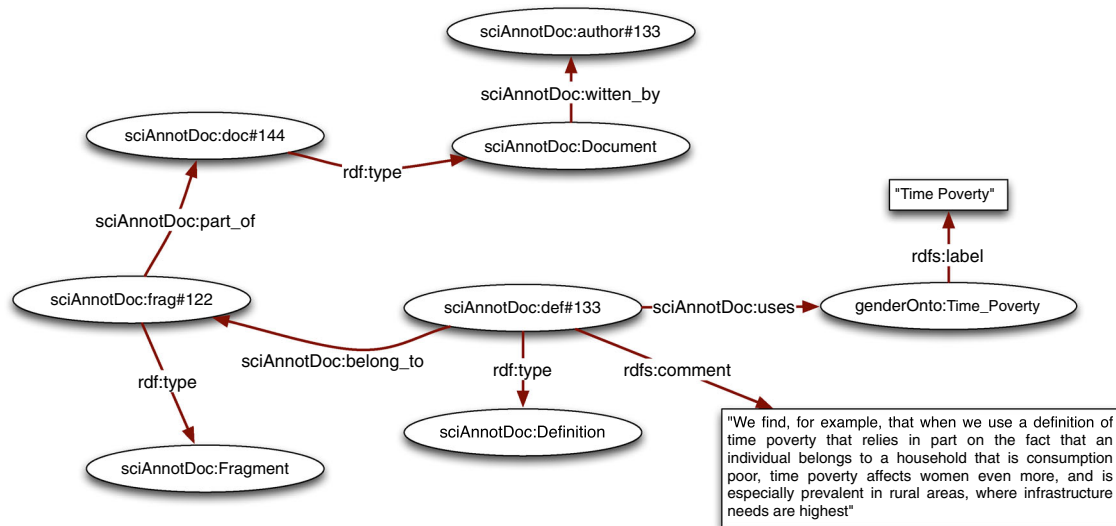 sciAnnotDoc:author#133
sciAnnotDoc:witten_by
sciAnnotDoc:doc#144
sciAnnotDoc:Document
rdf:type
"Time Poverty"
sciAnnotDoc:part_of
rdfs:label
sciAnnotDoc:frag#122
sciAnnotDoc:def#133
sciAnnotDoc:uses
genderOnto:Time_Poverty
sciAnnotDoc:belong_to
rdf:type
rdf:type
rdfs:comment
sciAnnotDoc:Fragment
sciAnnotDoc:Definition
"We find, for example, that when we use a definition of
time poverty that relies in part on the fact that an
individual belongs to a household that is consumption
poor, time poverty affects women even more, and is
especially prevalent in rural areas, where infrastructure
needs are highest"